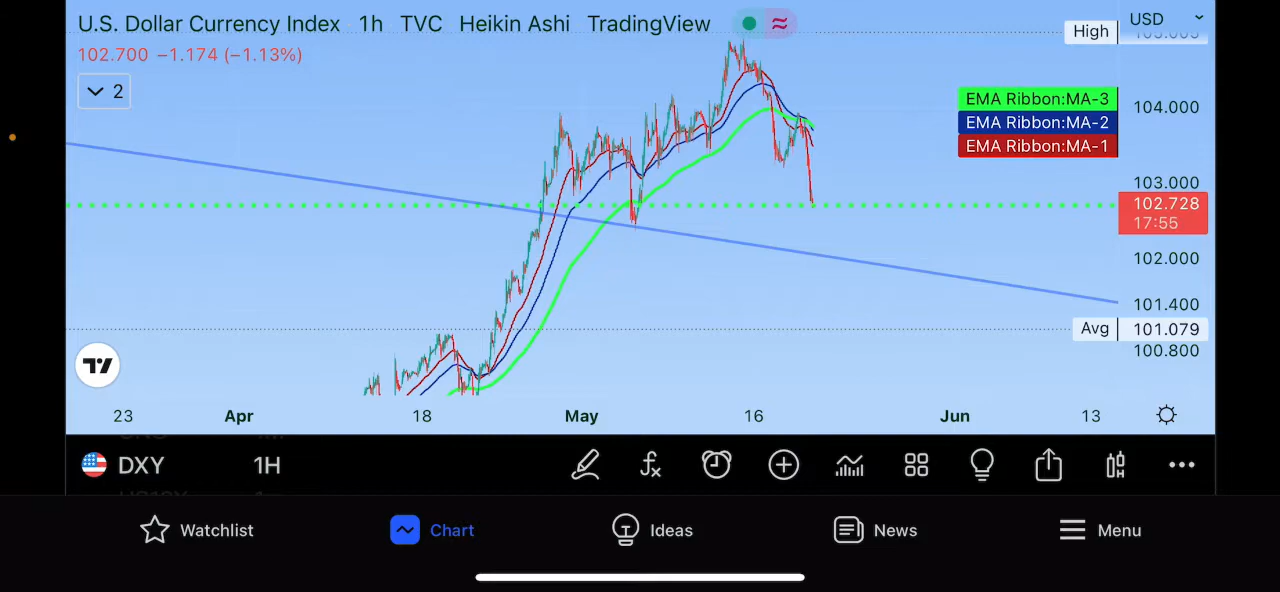 U.S. Dollar Currency Index 1h TVC Heikin Ashi TradingView
USD
High
102.700 −1.174 (−1.13%)
2
EMA Ribbon:MA-3
104.000
EMA Ribbon:MA-2
EMA Ribbon:MA-1
103.000
102.728
17:55
102.000
101.400
Avg 101.079
100.800
23 Apr 18 May 16 Jun 13
DXY 1H
Watchlist Chart Ideas News Menu